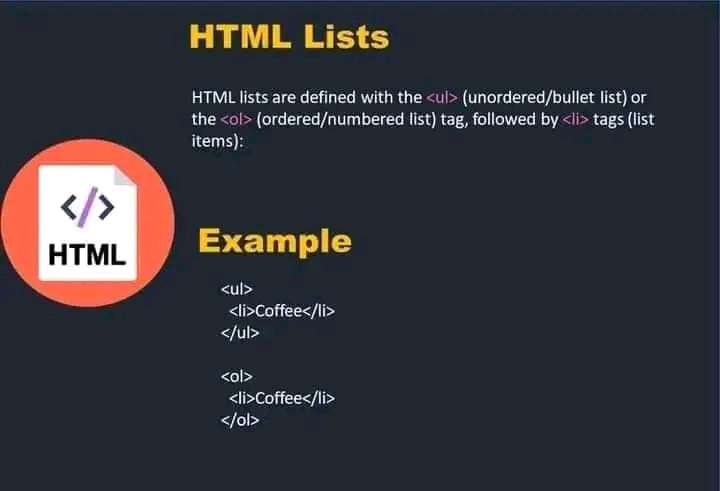 HTML Lists
HTML lists are defined with the <ul> (unordered/bullet list) or
the <ol> (ordered/numbered list) tag, followed by <li> tags (list
items):
</>
HTML
Example
<ul>
<li>Coffee</li>
</ul>
<ol>
<li>Coffee</li>
</ol>